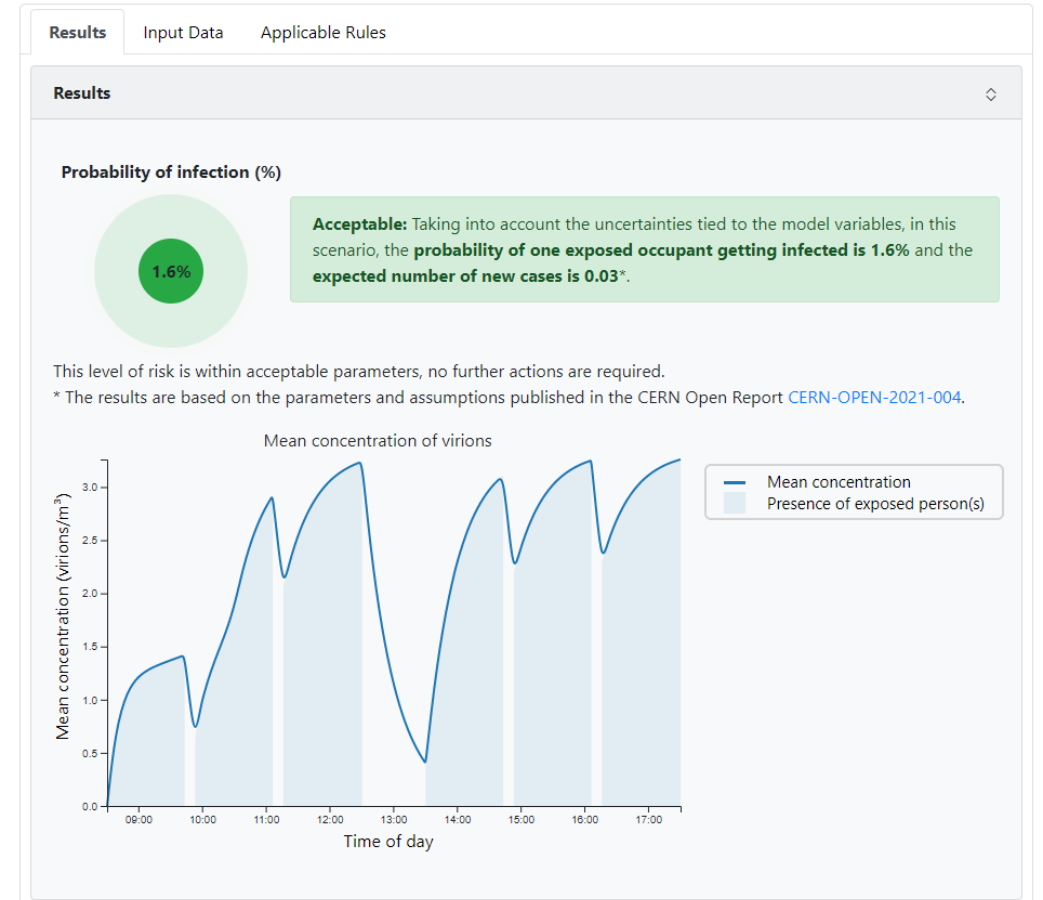 Results Input Data Applicable Rules
Results
Probability of infection (%)
1.6%
Acceptable: Taking into account the uncertainties tied to the model variables, in this
scenario, the probability of one exposed occupant getting infected is 1.6% and the
expected number of new cases is 0.03*.
This level of risk is within acceptable parameters, no further actions are required.
* The results are based on the parameters and assumptions published in the CERN Open Report CERN-OPEN-2021-004.
Mean concentration of virions
Mean concentration (virions/m³)
3.0
2.5
2.0
1.5
1.0
0.5
0.0
09:00 10:00 11:00 12:00 13:00 14:00 15:00 16:00 17:00
Time of day
Mean concentration
Presence of exposed person(s)